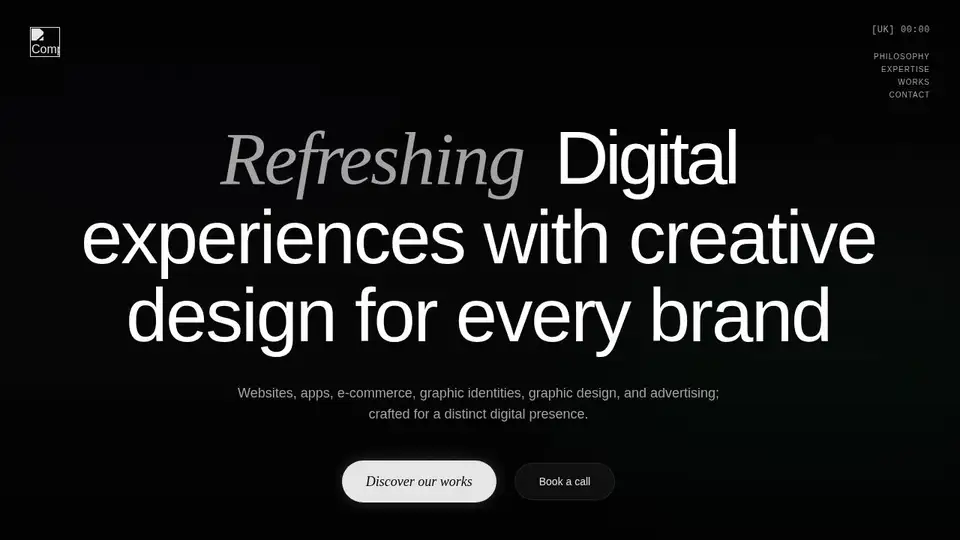 [UK] 00:00
PHILOSOPHY
EXPERTISE
WORKS
CONTACT
Refreshing Digital
experiences with creative
design for every brand
Websites, apps, e-commerce, graphic identities, graphic design, and advertising;
crafted for a distinct digital presence.
Discover our works
Book a call